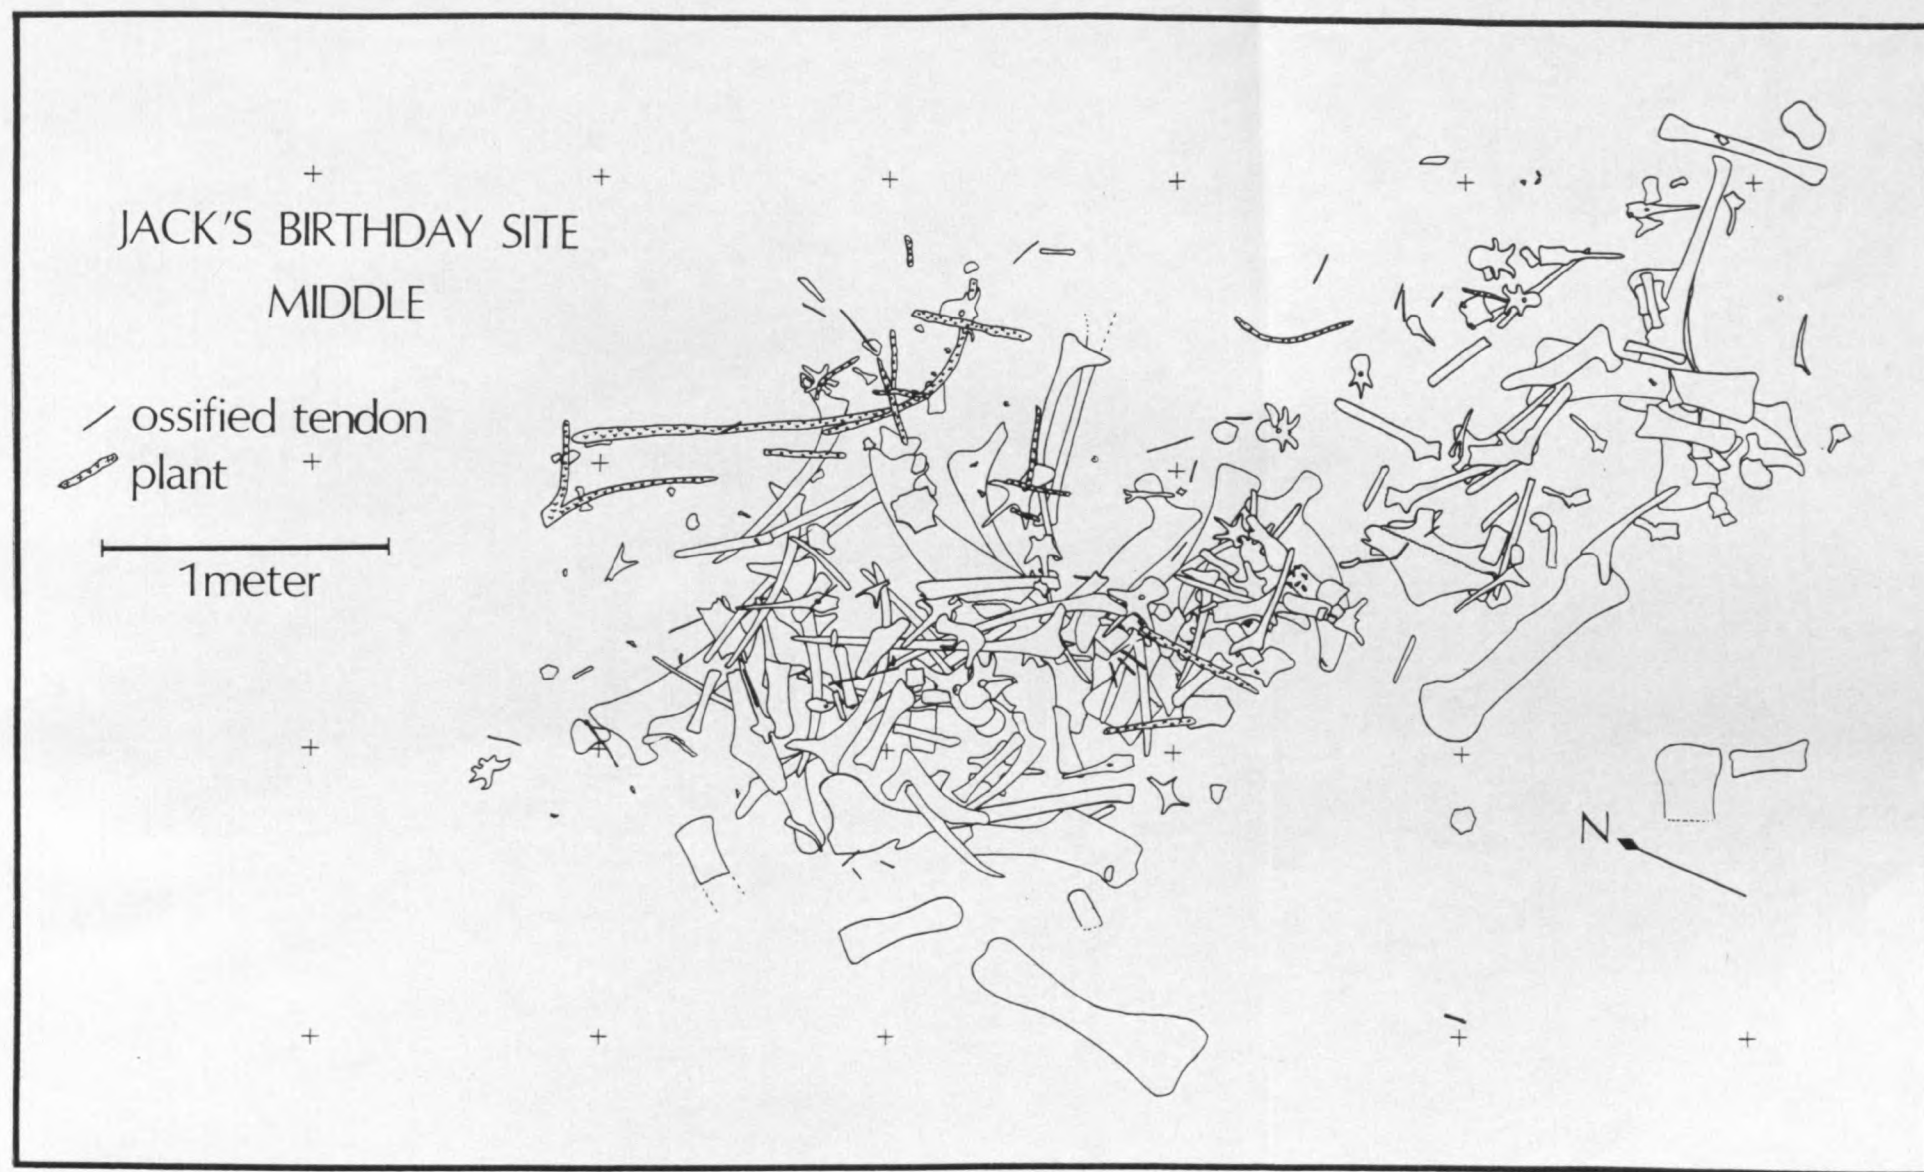 JACK'S BIRTHDAY SITE
MIDDLE
ossified tendon
plant
1meter
N